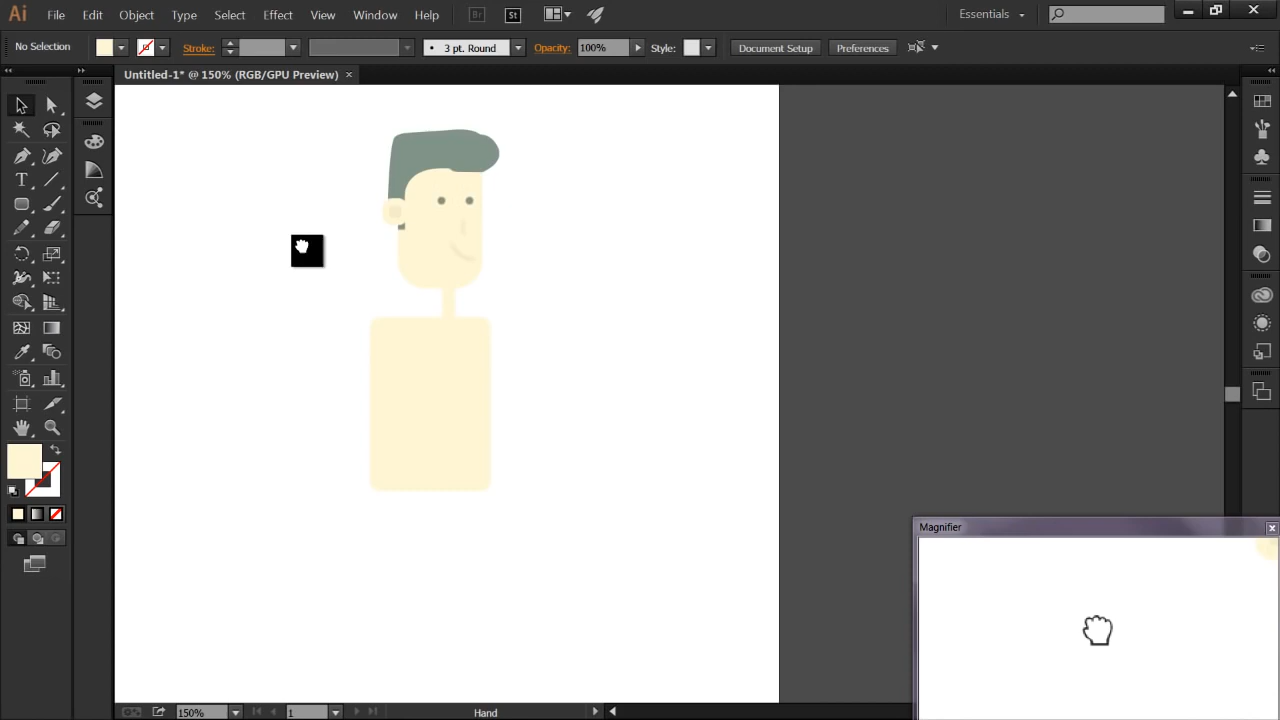 Ai File Edit Object Type Select Effect View Window Help Br St Essentials
No Selection Stroke: • 3 pt. Round Opacity: 100% Style: Document Setup Preferences
Untitled-1* @ 150% (RGB/GPU Preview) ×
T
Magnifier
150% 1 Hand